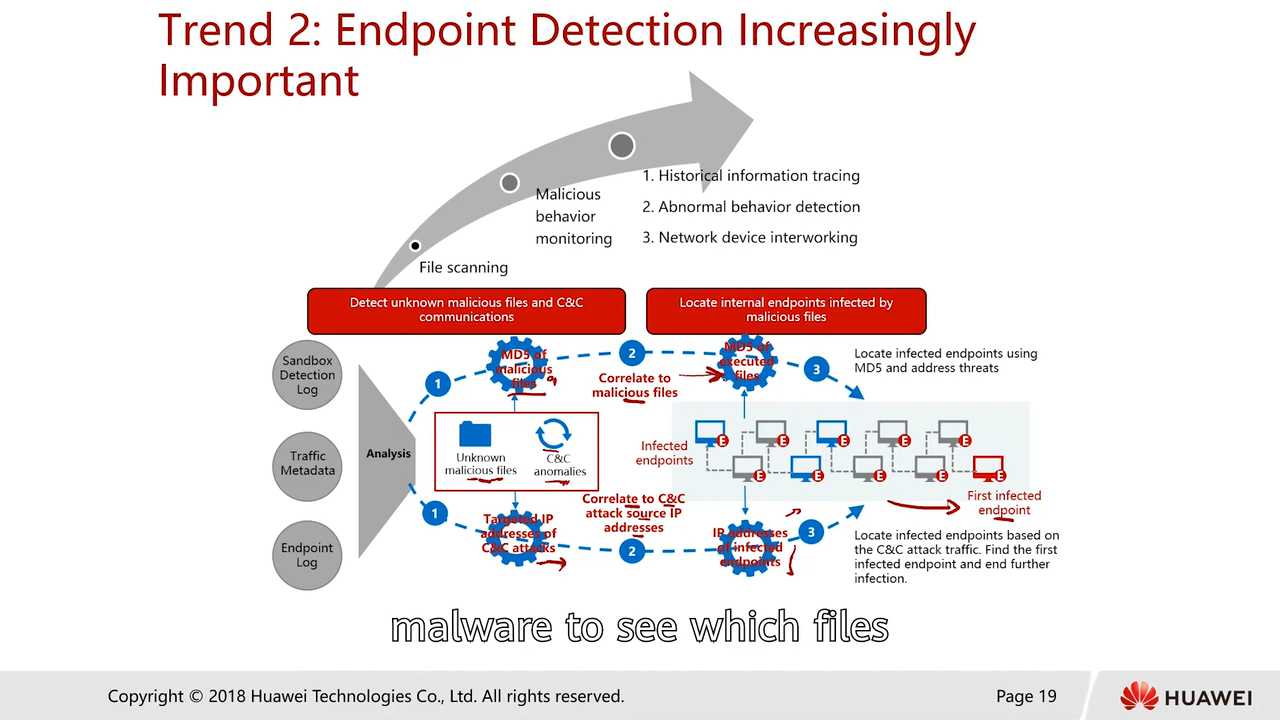 Trend 2: Endpoint Detection Increasingly
Important
1. Historical information tracing
Malicious
behavior
monitoring
2. Abnormal behavior detection
3. Network device interworking
File scanning
Detect unknown malicious files and C&C
communications
Locate internal endpoints infected by
malicious files
Sandbox
Detection
Log
Traffic
Metadata
Endpoint
Log
Analysis
1
MD5 of
malicious
files
2
Correlate to
malicious files
MD5 of
executed
files
3
Locate infected endpoints using
MD5 and address threats
Unknown
malicious files
C&C
anomalies
Infected
endpoints
E
E
E
E
E
E
E
E
E
E
First infected
endpoint
1
Targeted IP
addresses of
C&C attacks
Correlate to C&C
attack source IP
addresses
2
IP addresses
of infected
endpoints
3
Locate infected endpoints based on
the C&C attack traffic. Find the first
infected endpoint and end further
infection.
malware to see which files
Copyright © 2018 Huawei Technologies Co., Ltd. All rights reserved.
Page 19
HUAWEI